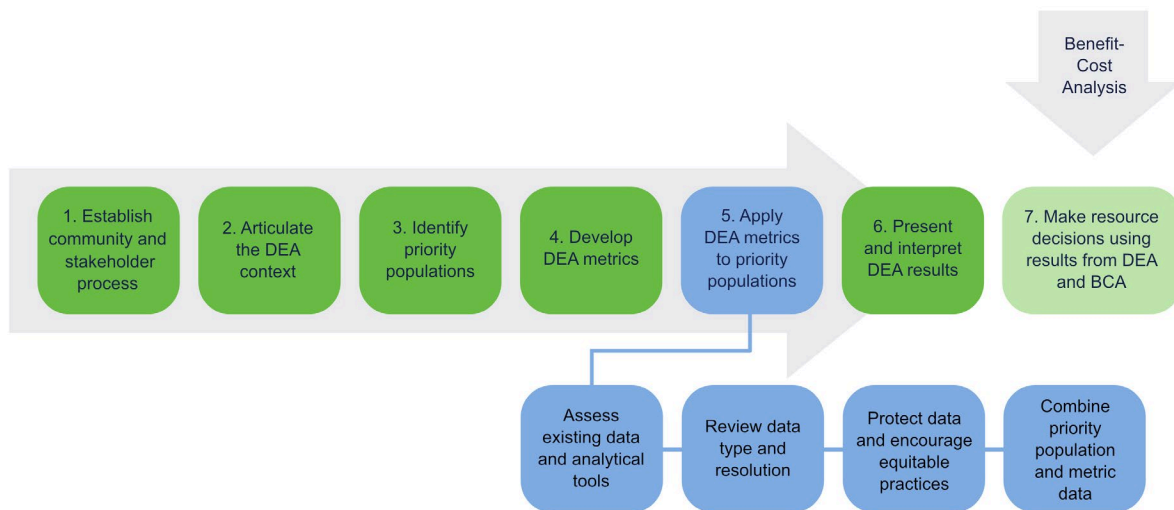 Benefit-
Cost
Analysis
1. Establish
community and
stakeholder
process
2. Articulate
the DEA
context
3. Identify
priority
populations
4. Develop
DEA metrics
5. Apply
DEA metrics
to priority
populations
6. Present
and interpret
DEA results
7. Make resource
decisions using
results from DEA
and BCA
Assess
existing data
and analytical
tools
Review data
type and
resolution
Protect data
and encourage
equitable
practices
Combine
priority
population
and metric
data